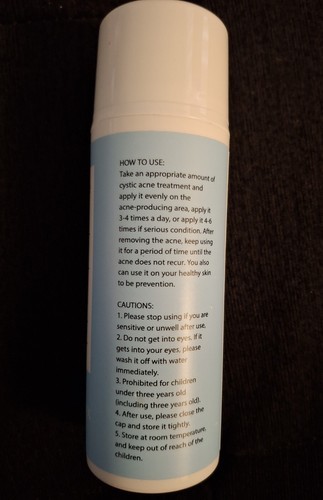 HOW TO USE:
Take an appropriate amount of
cystic acne treatment and
apply it evenly on the
acne-producing area, apply it
3-4 times a day, or apply it 4-6
times if serious condition. After
removing the acne, keep using
it for a period of time until the
acne does not recur. You also
can use it on your healthy skin
to be prevention.
CAUTIONS:
1. Please stop using if you are
sensitive or unwell after use.
2. Do not get into eyes. If it
gets into your eyes, please
wash it off with water
immediately.
3. Prohibited for children
under three years old
(including three years old).
4. After use, please close the
cap and store it tightly.
5. Store at room temperature,
and keep out of reach of the
children.